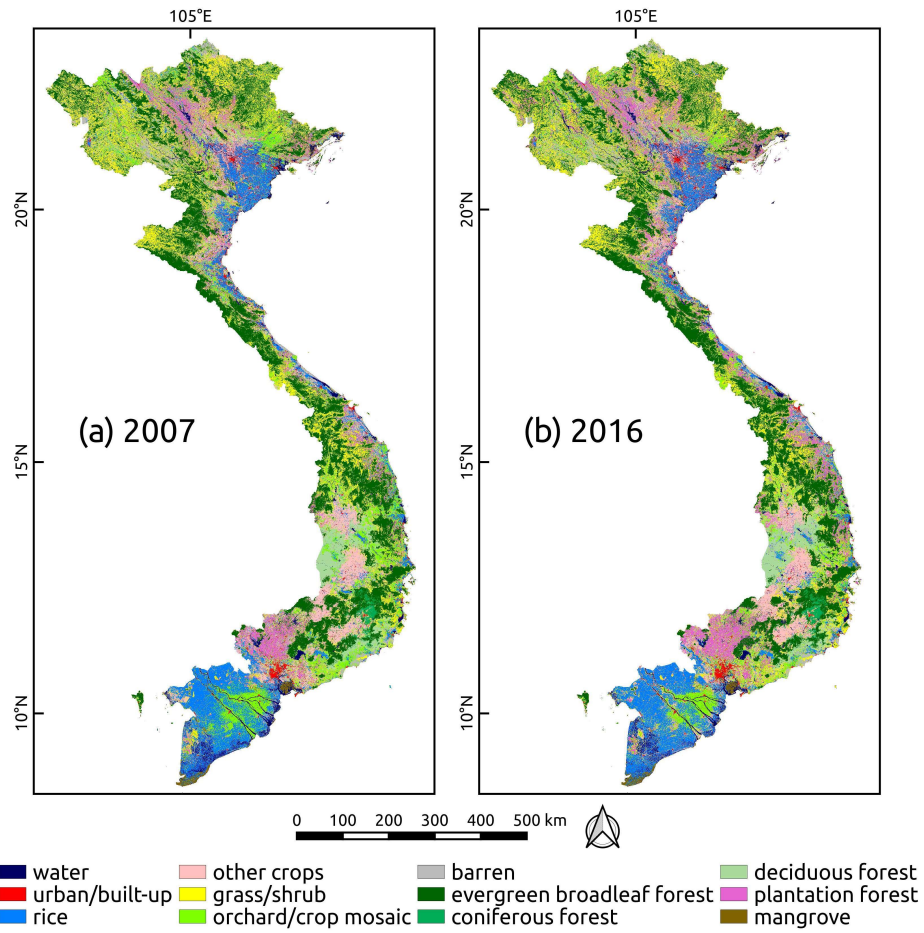 105°E 105°E
20°N 20°N
(a) 2007 (b) 2016
15°N 15°N
10°N 10°N
0 100 200 300 400 500 km
water other crops barren deciduous forest
urban/built-up grass/shrub evergreen broadleaf forest plantation forest
rice orchard/crop mosaic coniferous forest mangrove